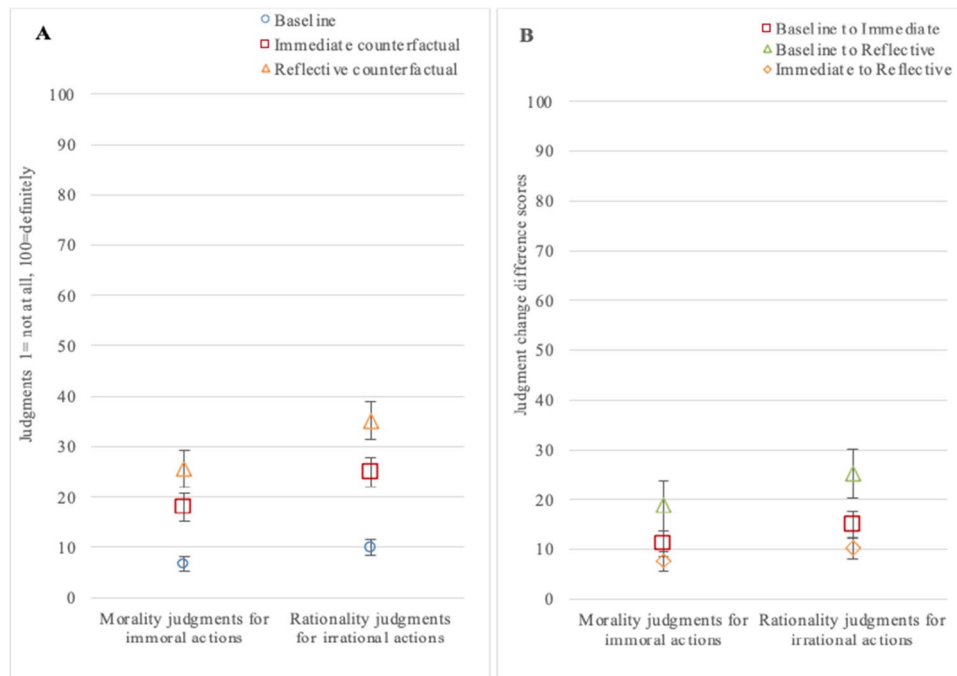 A
Baseline
Immediate counterfactual
Reflective counterfactual
Judgments 1= not at all, 100=definitely
100
90
80
70
60
50
40
30
20
10
0
Morality judgments for
immoral actions
Rationality judgments
for irrational actions
B
Baseline to Immediate
Baseline to Reflective
Immediate to Reflective
Judgment change difference scores
100
90
80
70
60
50
40
30
20
10
0
Morality judgments for
immoral actions
Rationality judgments for
irrational actions